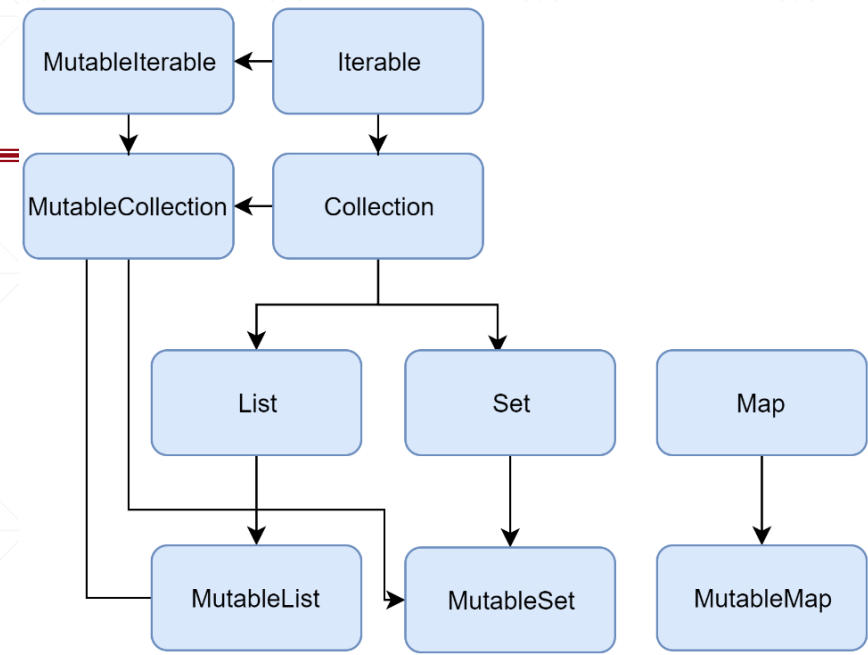 MutableIterable
Iterable
MutableCollection
Collection
List
Set
Map
MutableList
MutableSet
MutableMap